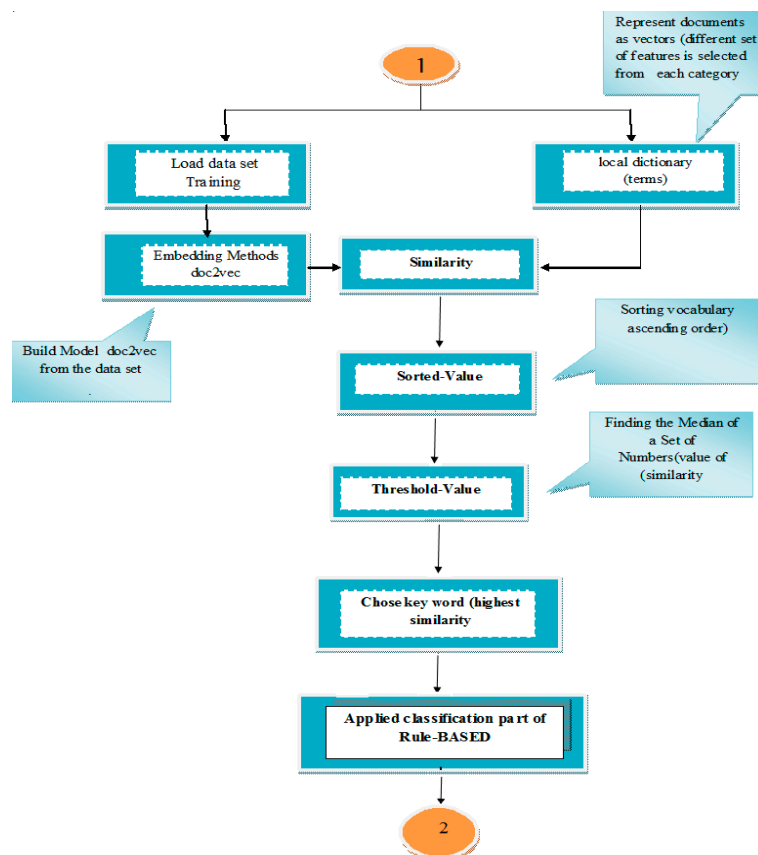 Represent documents
as vectors (different set
of features is selected
from each category
1
Load data set
Training
local dictionary
(terms)
Embedding Methods
doc2vec
Similarity
Build Model doc2vec
from the data set
.
Sorting vocabulary
ascending order)
Sorted-Value
Finding the Median of
a Set of
Numbers(value of
(similarity
Threshold-Value
Chose key word (highest
similarity
Applied classification part of
Rule-BASED
2